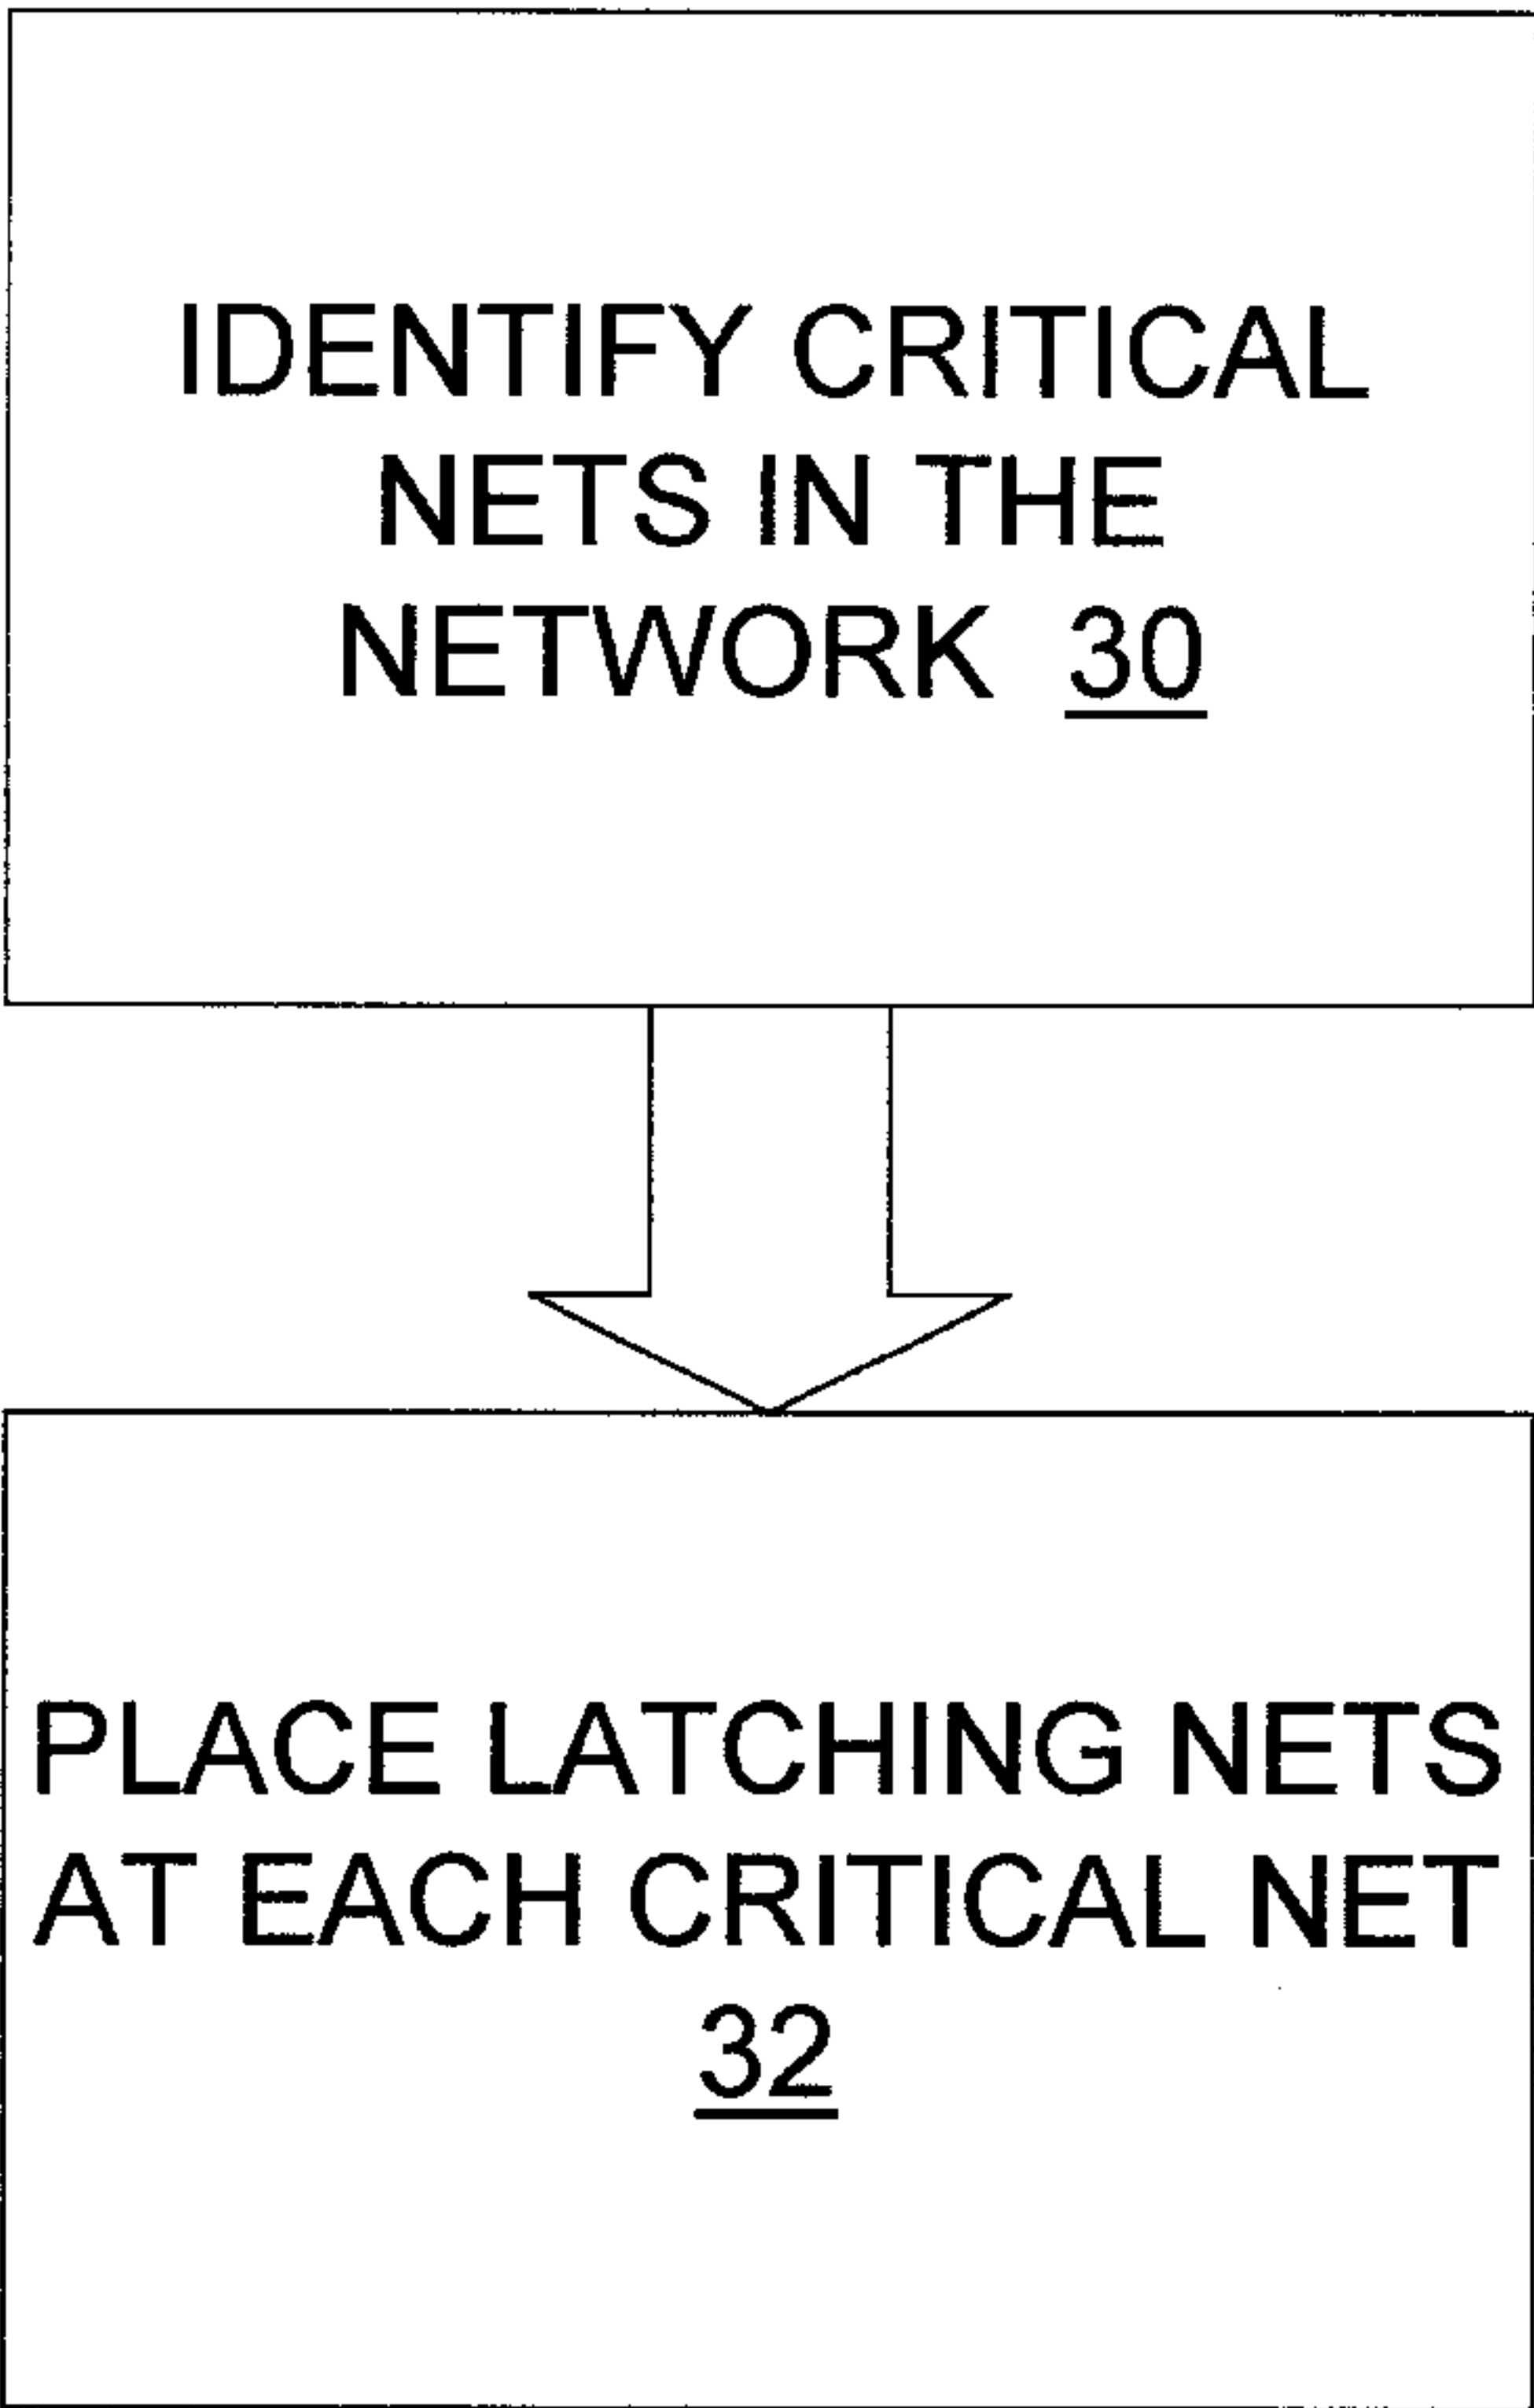 IDENTIFY CRITICAL
NETS IN THE
NETWORK 30
PLACE LATCHING NETS
AT EACH CRITICAL NET
32